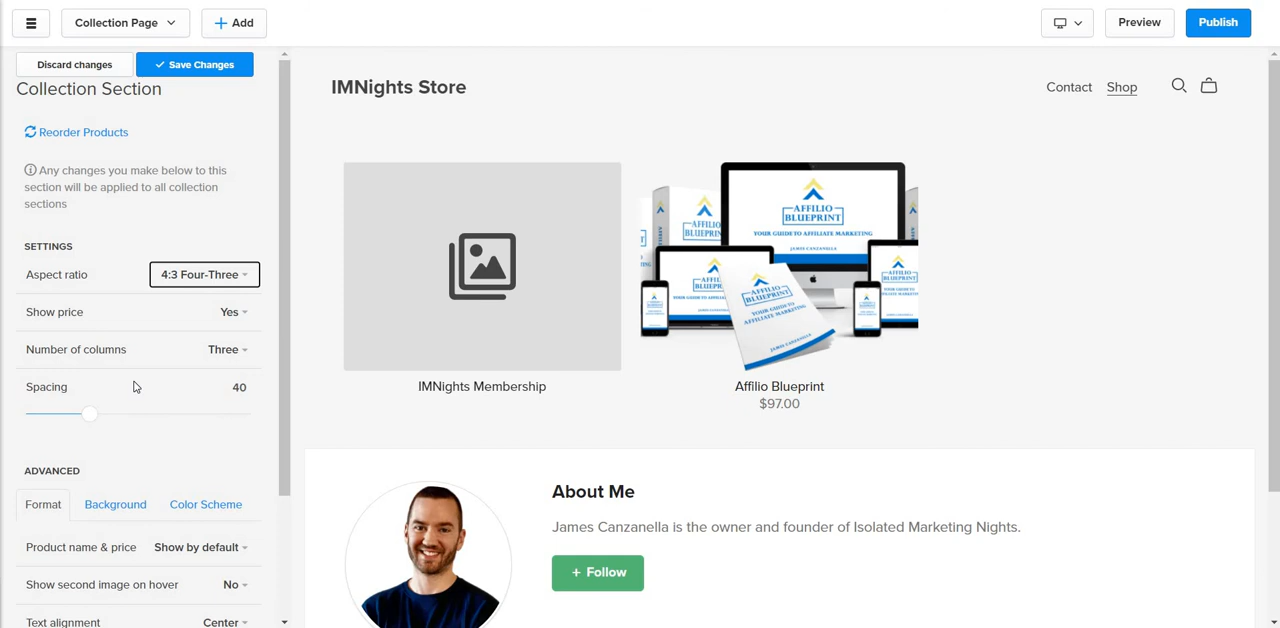 Collection Page
Add
Preview
Publish
Discard changes
Save Changes
Collection Section
Reorder Products
Any changes you make below to this
section will be applied to all collection
sections
SETTINGS
Aspect ratio 4:3 Four-Three
Show price Yes
Number of columns Three
Spacing 40
ADVANCED
Format Background Color Scheme
Product name & price Show by default
Show second image on hover No
Text alignment Center
IMNights Store
Contact Shop
AFFILIO
BLUEPRINT
YOUR GUIDE TO AFFILIATE MARKETING
JAMES CANZANELLA
IMNights Membership
Affilio Blueprint
$97.00
About Me
James Canzanella is the owner and founder of Isolated Marketing Nights.
+ Follow